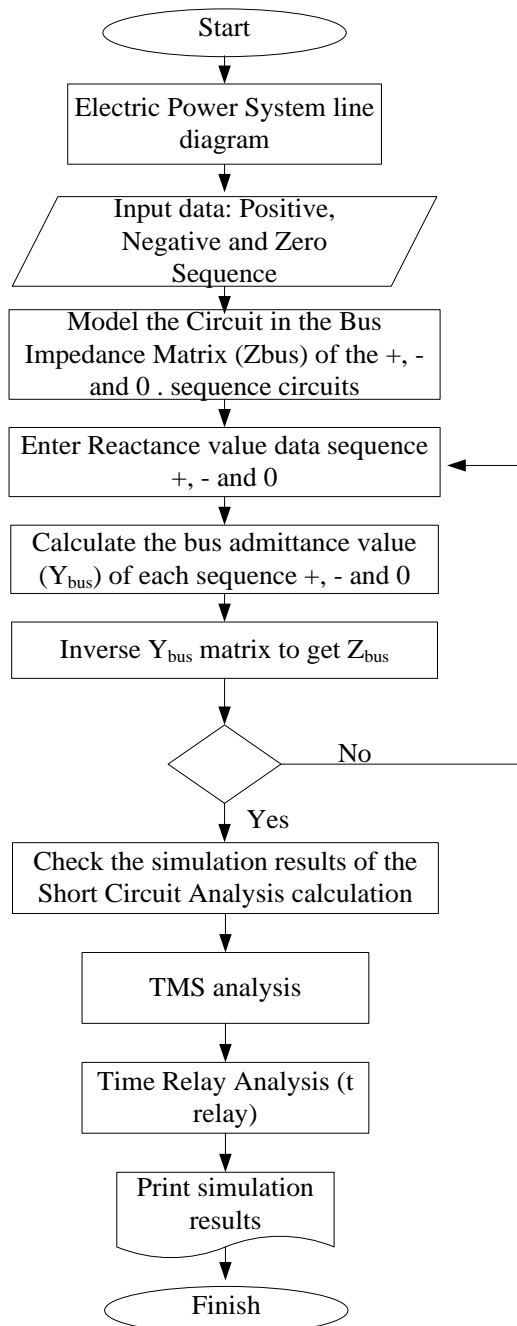 Start
Electric Power System line
diagram
Input data: Positive,
Negative and Zero
Sequence
Model the Circuit in the Bus
Impedance Matrix (Zbus) of the +, -
and 0 . sequence circuits
Enter Reactance value data sequence
+, - and 0
Calculate the bus admittance value
(Ybus) of each sequence +, - and 0
Inverse Ybus matrix to get Zbus
No
Yes
Check the simulation results of the
Short Circuit Analysis calculation
TMS analysis
Time Relay Analysis (t
relay)
Print simulation
results
Finish